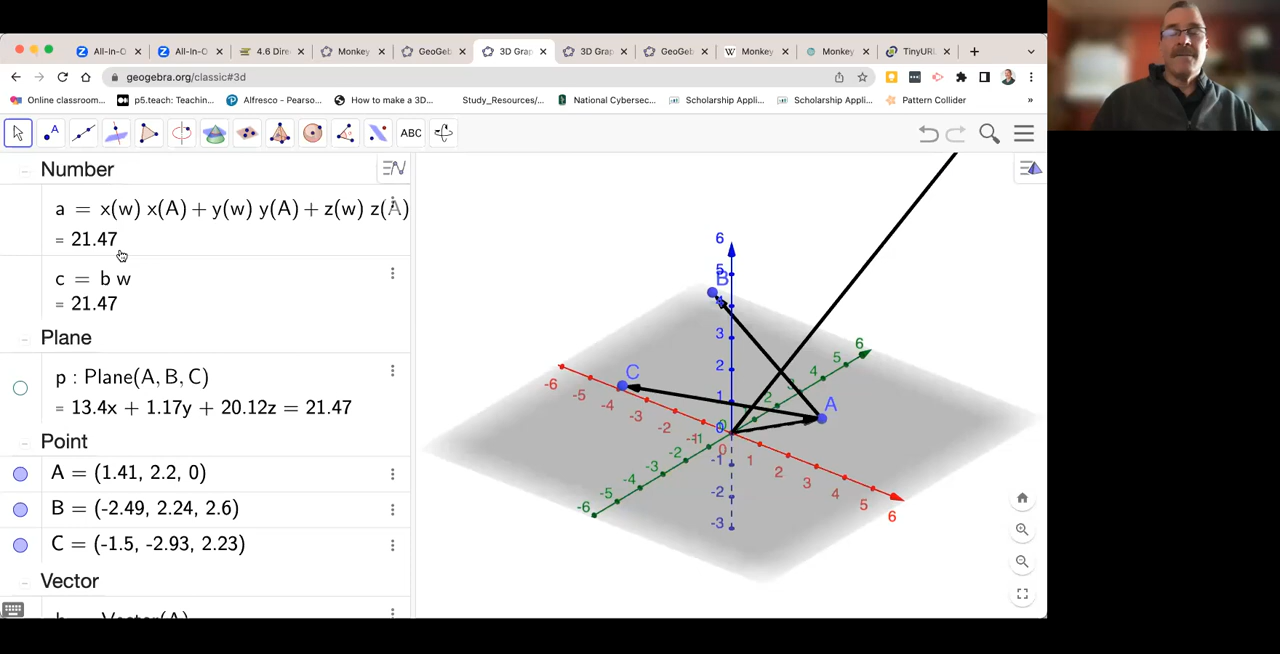 All-in-O
All-in-O
4.6 Dire
Monkey
GeoGeb
3D Grap
3D Grap
GeoGeb
Monkey
Monkey
TinyUR
geogebra.org/classic#3d
Online classroom...
p5.teach: Teachin...
Alfresco - Pearso...
How to make a 3D...
Study_Resources/...
National Cybersec...
Scholarship Appli...
Scholarship Appli...
Pattern Collider
»
ABC
Number
a = x(w) x(A) + y(w) y(A) + z(w) z(A)
= 21.47
c = b w
= 21.47
Plane
p : Plane(A, B, C)
= 13.4x + 1.17y + 20.12z = 21.47
Point
A = (1.41, 2.2, 0)
B = (-2.49, 2.24, 2.6)
C = (-1.5, -2.93, 2.23)
Vector
6
5
B
4
3
2
1
0
-1
-2
-3
6
5
4
3
2
0
-1
-2
-3
-4
-5
-6
-6
-5
-4
-3
-2
-1
0
1
2
3
4
5
6
C
A